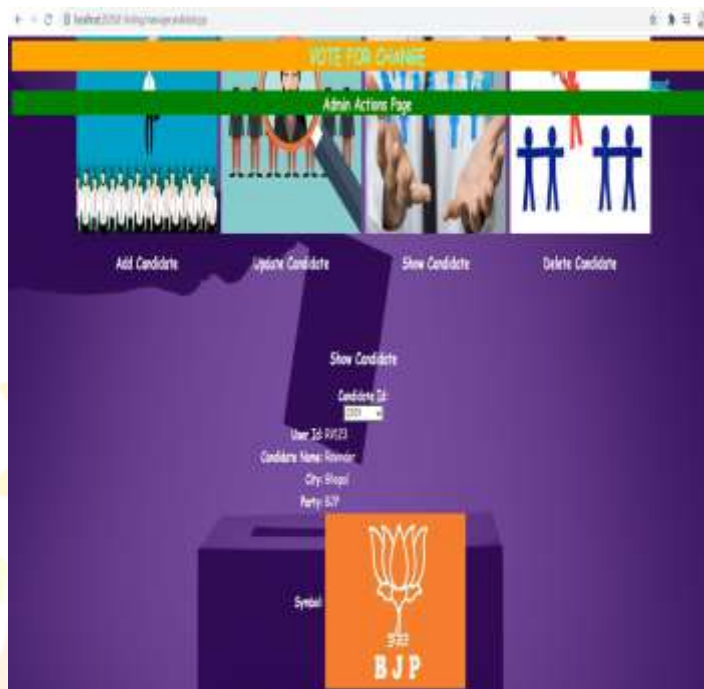 VOTE FOR CHANGE
Admin Actions Page
Add Candidate
Update Candidate
Show Candidate
Delete Candidate
Show Candidate
Candidate Id:
User Id:
Candidate Name:
City: Bhopal
Party: BJP
Symbol:
BJP